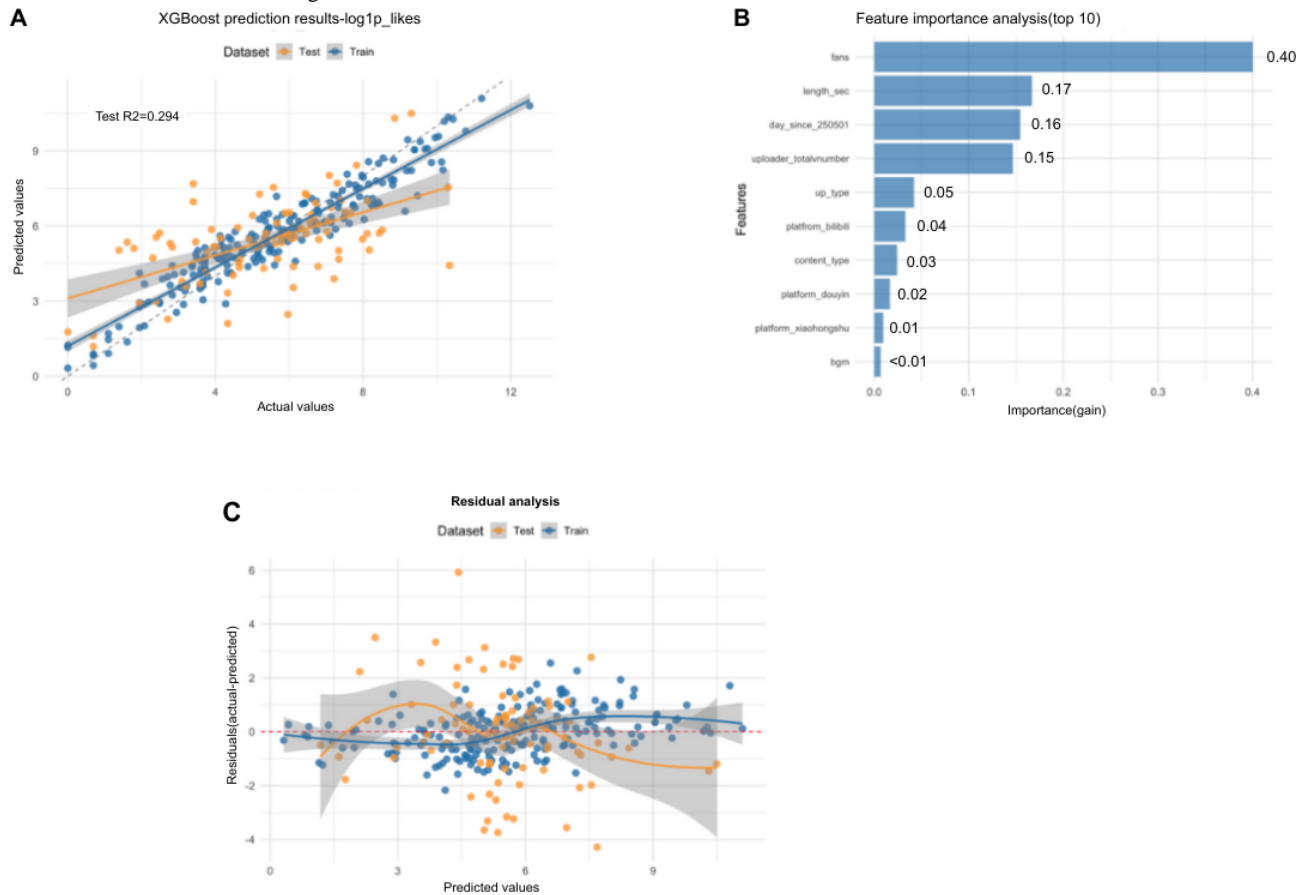 A
XGBoost prediction results-log1p_likes
Dataset Test Train
Test R2=0.294
9
6
3
0
0 4 8 12
Predicted values
Actual values
B
Feature importance analysis(top 10)
fans 0.40
length_sec 0.17
day_since_250501 0.16
uploader_totalvnumber 0.15
up_type 0.05
platfrom_bilibili 0.04
content_type 0.03
platform_douyin 0.02
platform_xiaohongshu 0.01
bgm <0.01
Features
0.0 0.1 0.2 0.3 0.4
Importance(gain)
C
Residual analysis
Dataset Test Train
6
4
2
0
-2
-4
0 3 6 9
Residuals(actual-predicted)
Predicted values